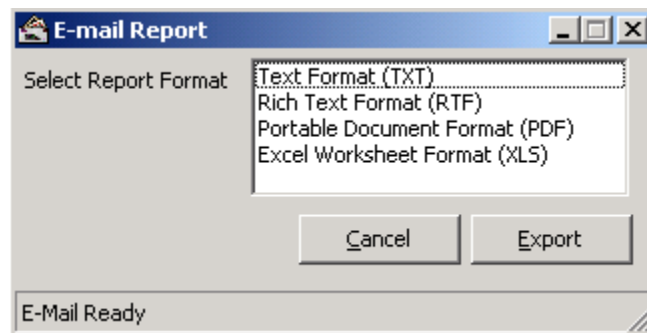 E-mail Report
Select Report Format
Text Format (TXT)
Rich Text Format (RTF)
Portable Document Format (PDF)
Excel Worksheet Format (XLS)
Cancel
Export
E-Mail Ready